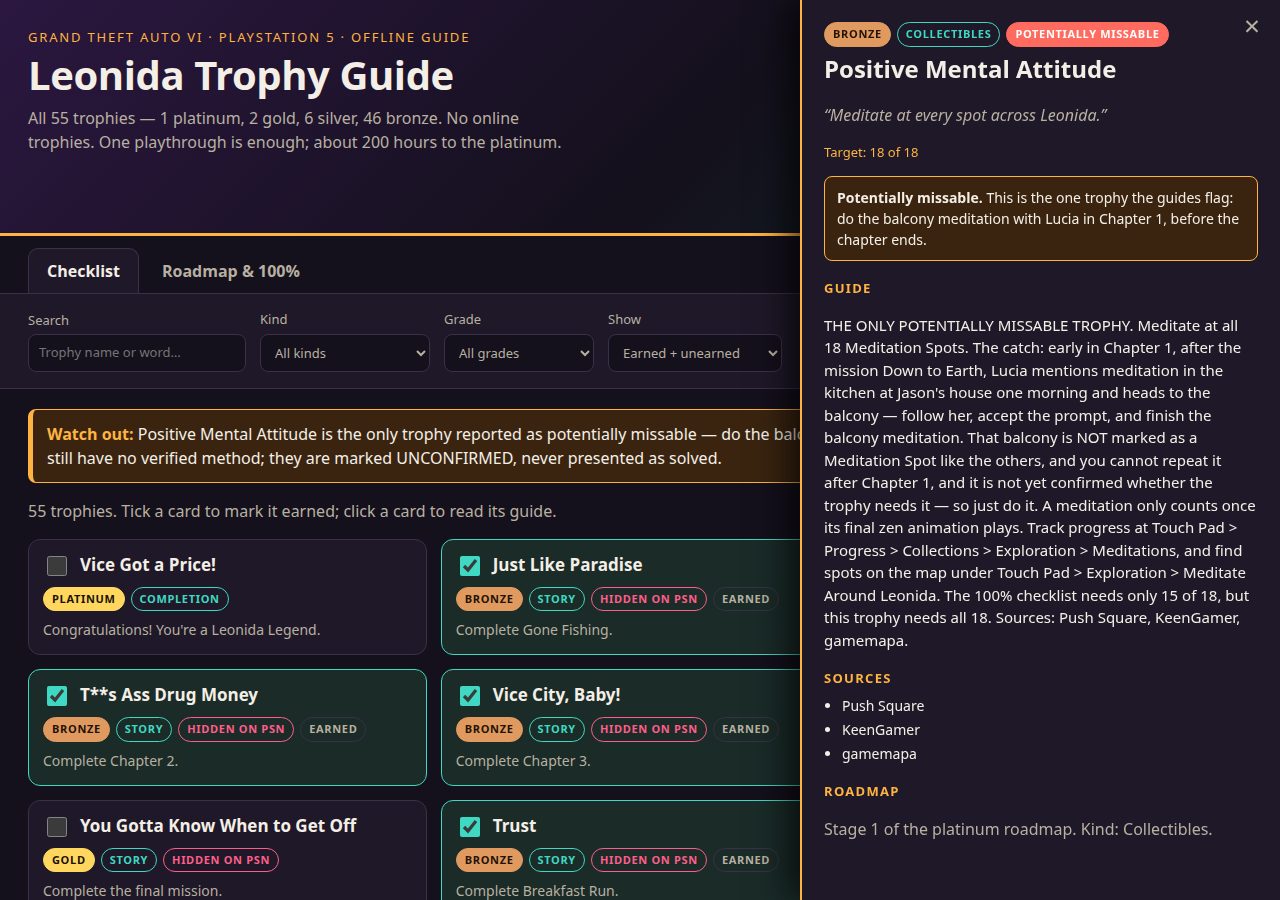 GRAND THEFT AUTO VI · PLAYSTATION 5 · OFFLINE GUIDE
Leonida Trophy Guide
All 55 trophies — 1 platinum, 2 gold, 6 silver, 46 bronze. No online
trophies. One playthrough is enough; about 200 hours to the platinum.
Checklist
Roadmap & 100%
Search
Kind
Grade
Show
Trophy name or word...
All kinds
All grades
Earned + unearned
Watch out: Positive Mental Attitude is the only trophy reported as potentially missable — do the
still have no verified method; they are marked UNCONFIRMED, never presented as solved.
55 trophies. Tick a card to mark it earned; click a card to read its guide.
Vice Got a Price!
PLATINUM
COMPLETION
Congratulations! You're a Leonida Legend.
Just Like Paradise
BRONZE
STORY
HIDDEN ON PSN
EARNED
Complete Gone Fishing.
T**s Ass Drug Money
BRONZE
STORY
HIDDEN ON PSN
EARNED
Complete Chapter 2.
Vice City, Baby!
BRONZE
STORY
HIDDEN ON PSN
EARNED
Complete Chapter 3.
You Gotta Know When to Get Off
GOLD
STORY
HIDDEN ON PSN
Complete the final mission.
Trust
BRONZE
STORY
HIDDEN ON PSN
EARNED
Complete Breakfast Run.
BRONZE
COLLECTIBLES
POTENTIALLY MISSABLE
✕
Positive Mental Attitude
“Meditate at every spot across Leonida.”
Target: 18 of 18
Potentially missable. This is the one trophy the guides flag:
do the balcony meditation with Lucia in Chapter 1, before the
chapter ends.
GUIDE
THE ONLY POTENTIALLY MISSABLE TROPHY. Meditate at all
18 Meditation Spots. The catch: early in Chapter 1, after the
mission Down to Earth, Lucia mentions meditation in the
kitchen at Jason's house one morning and heads to the
balcony — follow her, accept the prompt, and finish the
balcony meditation. That balcony is NOT marked as a
Meditation Spot like the others, and you cannot repeat it
after Chapter 1, and it is not yet confirmed whether the
trophy needs it — so just do it. A meditation only counts once
its final zen animation plays. Track progress at Touch Pad >
Progress > Collections > Exploration > Meditations, and find
spots on the map under Touch Pad > Exploration > Meditate
Around Leonida. The 100% checklist needs only 15 of 18, but
this trophy needs all 18. Sources: Push Square, KeenGamer,
gamemapa.
SOURCES
• Push Square
• KeenGamer
• gamemapa
ROADMAP
Stage 1 of the platinum roadmap. Kind: Collectibles.